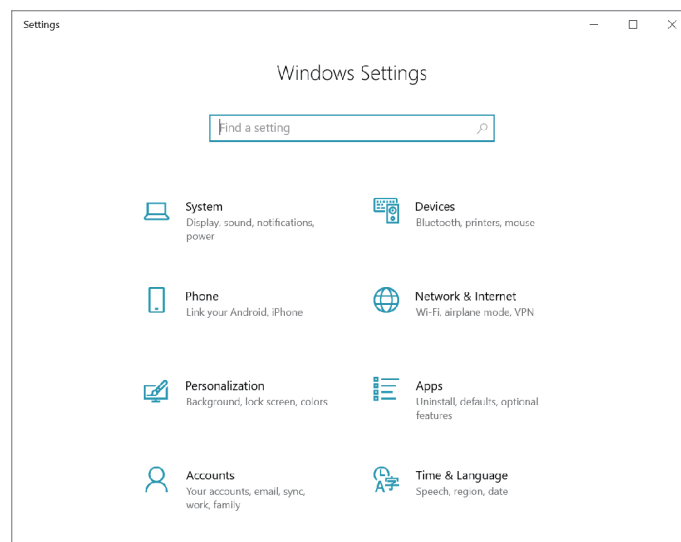 Settings
Windows Settings
Find a setting
System
Display, sound, notifications,
power
Devices
Bluetooth, printers, mouse
Phone
Link your Android, iPhone
Network & Internet
Wi-Fi, airplane mode, VPN
Personalization
Background, lock screen, colors
Apps
Uninstall, defaults, optional
features
Accounts
Your accounts, email, sync,
work, family
Time & Language
Speech, region, date